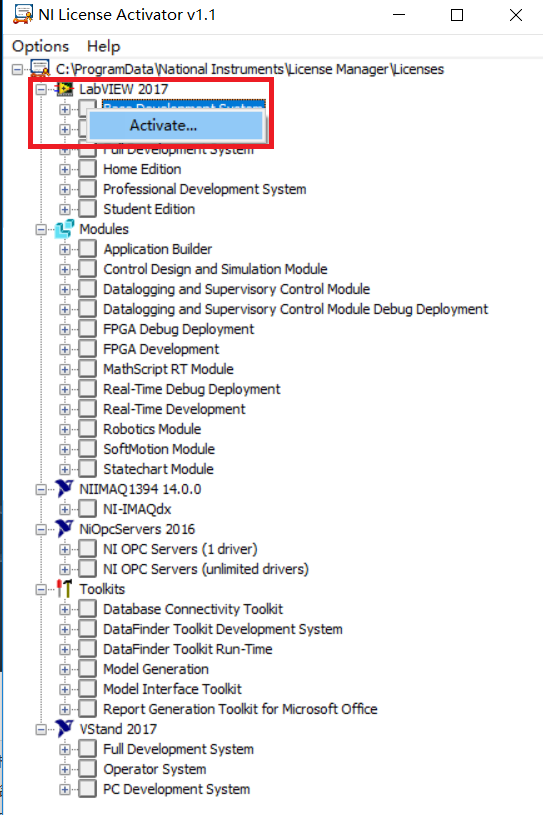 NI License Activator v1.1
Options Help
C:\ProgramData\National Instruments\License Manager\Licenses
LabVIEW 2017
Base Development System
Activate...
Full Development System
Home Edition
Professional Development System
Student Edition
Modules
Application Builder
Control Design and Simulation Module
Datalogging and Supervisory Control Module
Datalogging and Supervisory Control Module Debug Deployment
FPGA Debug Deployment
FPGA Development
MathScript RT Module
Real-Time Debug Deployment
Real-Time Development
Robotics Module
SoftMotion Module
Statechart Module
NIIMAQ1394 14.0.0
NI-IMAQdx
NiOpcServers 2016
NI OPC Servers (1 driver)
NI OPC Servers (unlimited drivers)
Toolkits
Database Connectivity Toolkit
DataFinder Toolkit Development System
DataFinder Toolkit Run-Time
Model Generation
Model Interface Toolkit
Report Generation Toolkit for Microsoft Office
VStand 2017
Full Development System
Operator System
PC Development System